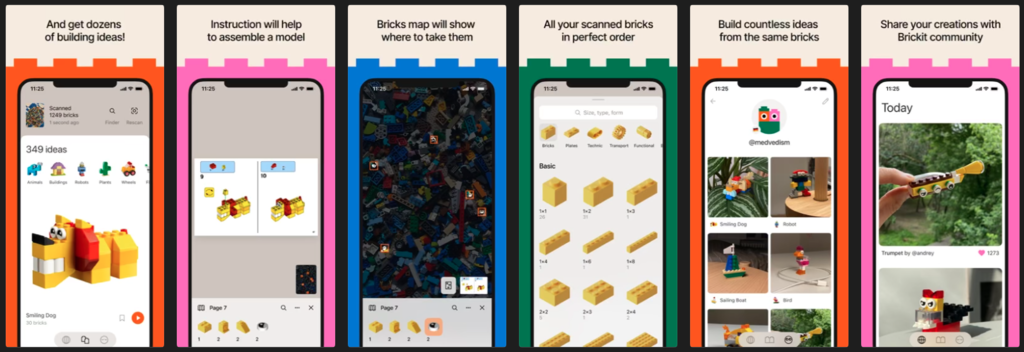 And get dozens
of building ideas!
11:25
Scanned
1249 bricks
1 second ago
Finder
Rescan
349 ideas
Animals
Buildings
Robots
Plants
Wheels
Smiling Dog
Instruction will help
to assemble a model
11:25
9
10
Page 7
1
2
2
2
Bricks map will show
where to take them
11:25
Page 7
1
2
2
2
All your scanned bricks
in perfect order
11:25
Size, type, form
Bricks
Plates
Technic
Transport
Functional
Basic
1×1
1×2
1×3
1×4
1×6
1×8
2×2
2×3
2×4
Build countless ideas
from the same bricks
11:25
@medvedism
Smiling Dog
Robot
Sailing Boat
Bird
Share your creations with
Brickit community
11:25
Today
Trumpet by @andrey
1273